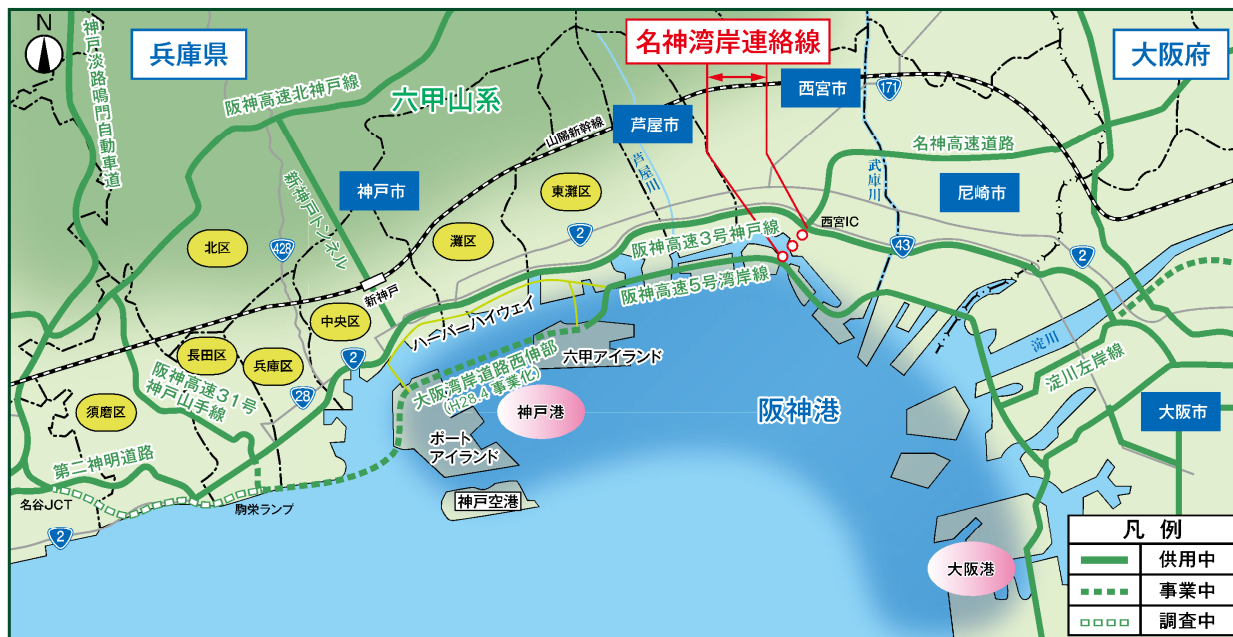 N
兵庫県
名神湾岸連絡線
大阪府
神戸淡路鳴門自動車道
阪神高速北神戸線
六甲山系
山陽新幹線
芦屋市
西宮市
171
名神高速道路
新神戸トンネル
神戸市
東灘区
芦屋川
武庫川
尼崎市
北区
428
灘区
2
阪神高速3号神戸線
西宮IC
43
2
新神戸
阪神高速5号湾岸線
中央区
ハーバーハイウェイ
淀川
長田区
兵庫区
2
六甲アイランド
淀川左岸線
阪神高速31号
神戸山手線
28
大阪湾岸道路西伸部
(H28.4 事業化)
須磨区
神戸港
阪神港
大阪市
ポート
アイランド
第二神明道路
名谷JCT
駒栄ランプ
神戸空港
2
大阪港
凡 例
供用中
事業中
調査中